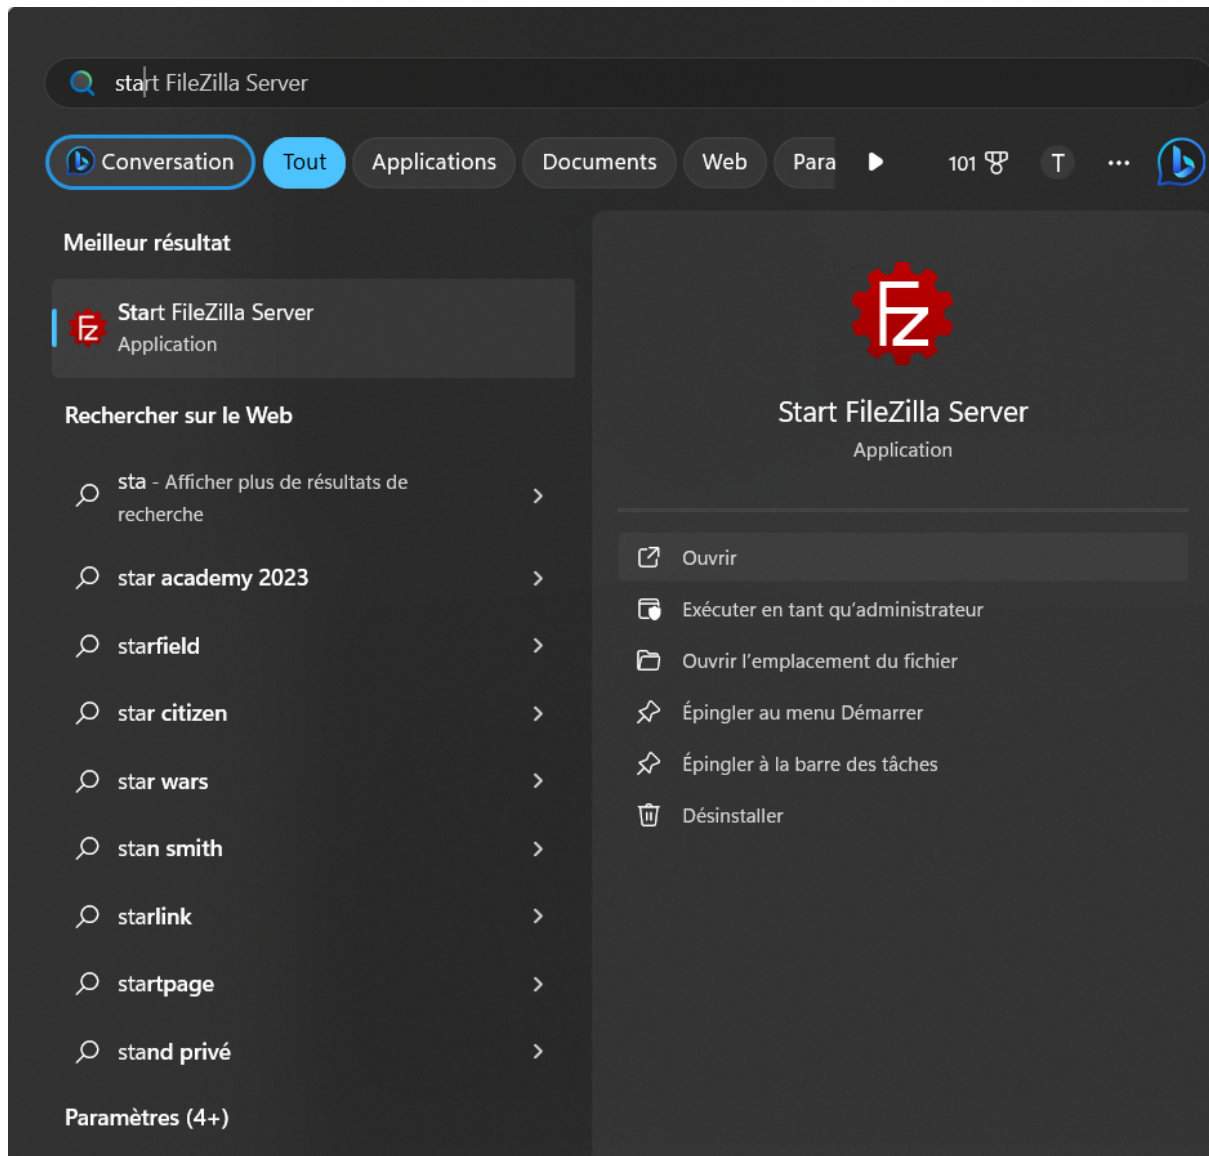 start FileZilla Server
Conversation Tout Applications Documents Web Para 101 T ...
Meilleur résultat
Start FileZilla Server
Application
Rechercher sur le Web
sta - Afficher plus de résultats de
recherche
star academy 2023
starfield
star citizen
star wars
stan smith
starlink
startpage
stand privé
Paramètres (4+)
Fz
Start FileZilla Server
Application
Ouvrir
Exécuter en tant qu'administrateur
Ouvrir l'emplacement du fichier
Épingler au menu Démarrer
Épingler à la barre des tâches
Désinstaller